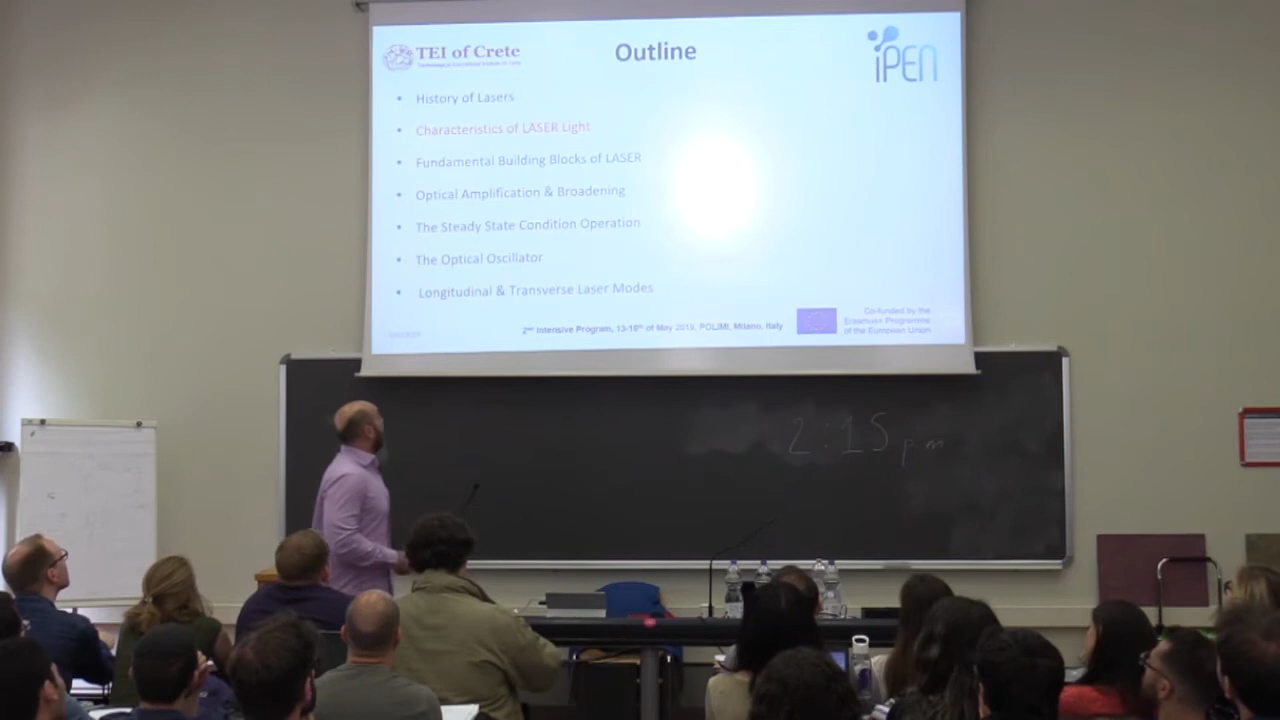 TEI of Crete
Outline
iPEN
• History of Lasers
• Characteristics of LASER Light
• Fundamental Building Blocks of LASER
• Optical Amplification & Broadening
• The Steady State Condition Operation
• The Optical Oscillator
• Longitudinal & Transverse Laser Modes
2nd Intensive Program, 13-18th of May 2019, POLIMI, Milano, Italy
Co-funded by the
Erasmus+ Programme
of the European Union
2:15 p.m